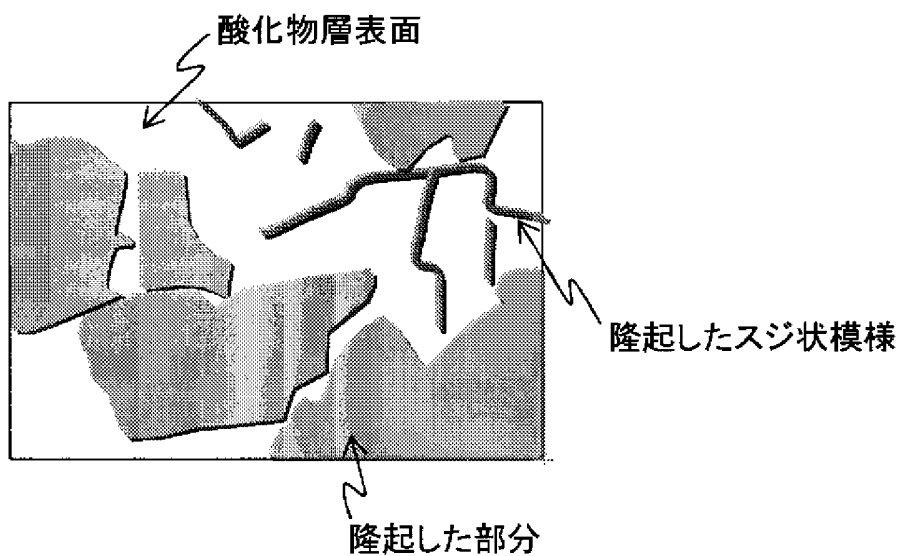 酸化物層表面
隆起したスジ状模様
隆起した部分